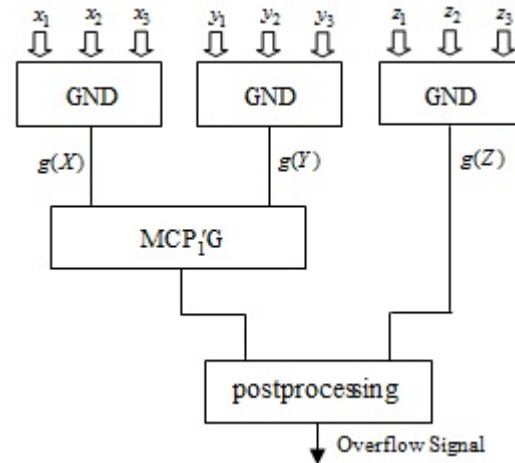 x₁ x₂ x₃ y₁ y₂ y₃ z₁ z₂ z₃
GND GND GND
g(X) g(Y) g(Z)
MCP₁'G
postprocessing
Overflow Signal